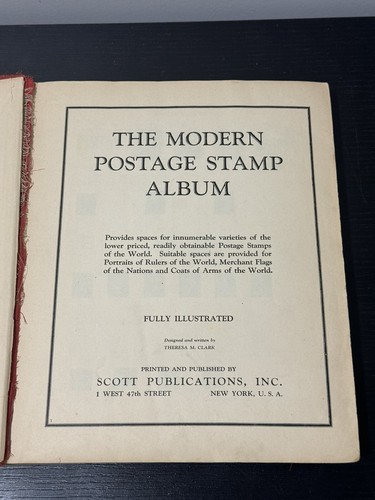 THE MODERN
POSTAGE STAMP
ALBUM
Provides spaces for innumerable varieties of the
lower priced, readily obtainable Postage Stamps
of the World. Suitable spaces are provided for
Portraits of Rulers of the World, Merchant Flags
of the Nations and Coats of Arms of the World.
FULLY ILLUSTRATED
Designed and written by
THERESA M. CLARK
PRINTED AND PUBLISHED BY
SCOTT PUBLICATIONS, INC.
1 WEST 47th STREET NEW YORK, U. S. A.